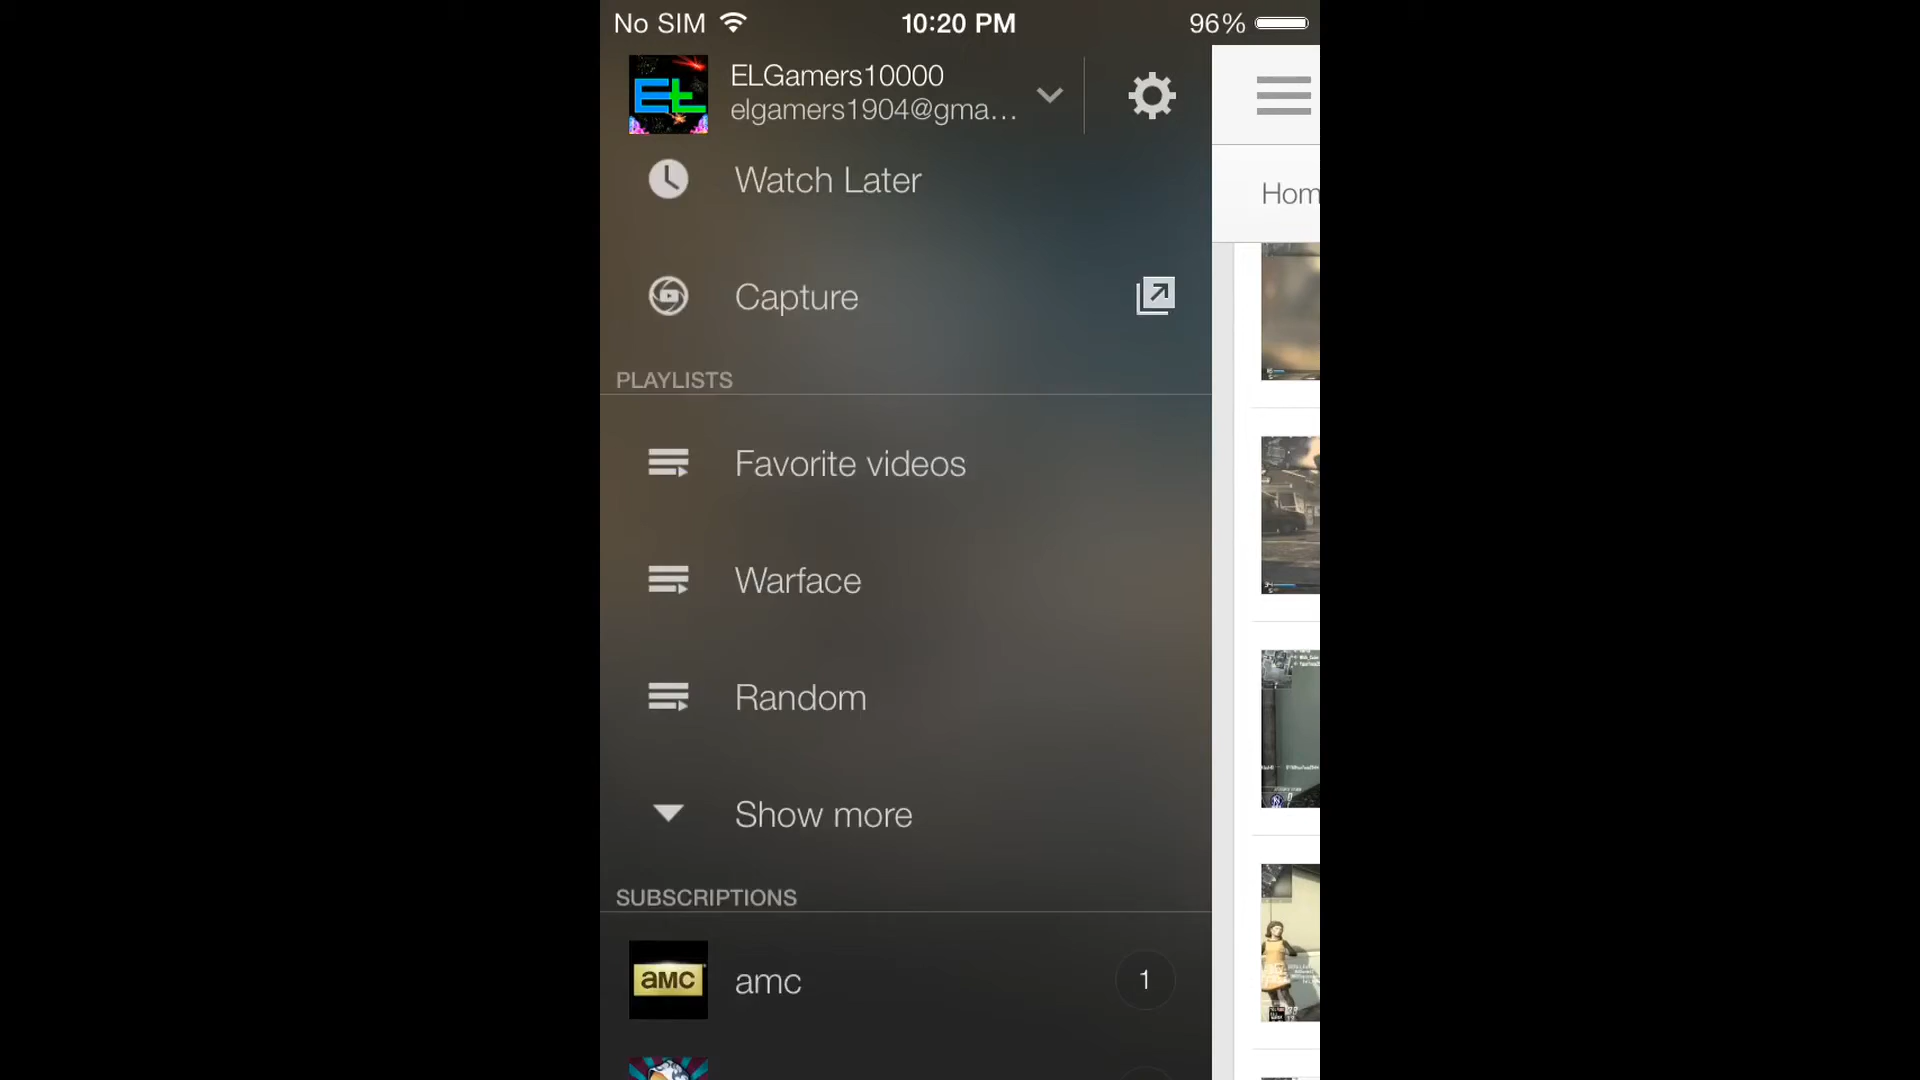 No SIM 10:20 PM 96%
Et
ELGamers10000
elgamers1904@gma...
Watch Later
Capture
Hom
PLAYLISTS
Favorite videos
Warface
Random
Show more
SUBSCRIPTIONS
amc
amc 1